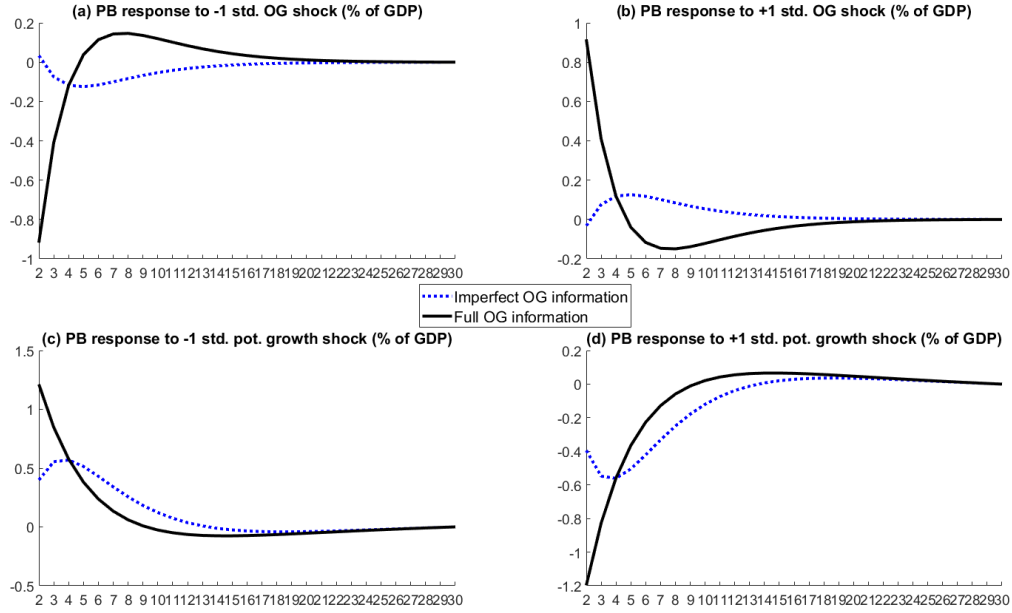 (a) PB response to -1 std. OG shock (% of GDP)
0.2
0
-0.2
-0.4
-0.6
-0.8
-1
2 3 4 5 6 7 8 9 10 11 12 13 14 15 16 17 18 19 20 21 22 23 24 25 26 27 28 29 30
(b) PB response to +1 std. OG shock (% of GDP)
1
0.8
0.6
0.4
0.2
0
-0.2
2 3 4 5 6 7 8 9 10 11 12 13 14 15 16 17 18 19 20 21 22 23 24 25 26 27 28 29 30
Imperfect OG information
Full OG information
(c) PB response to -1 std. pot. growth shock (% of GDP)
1.5
1
0.5
0
-0.5
2 3 4 5 6 7 8 9 10 11 12 13 14 15 16 17 18 19 20 21 22 23 24 25 26 27 28 29 30
(d) PB response to +1 std. pot. growth shock (% of GDP)
0.2
0
-0.2
-0.4
-0.6
-0.8
-1
-1.2
2 3 4 5 6 7 8 9 10 11 12 13 14 15 16 17 18 19 20 21 22 23 24 25 26 27 28 29 30